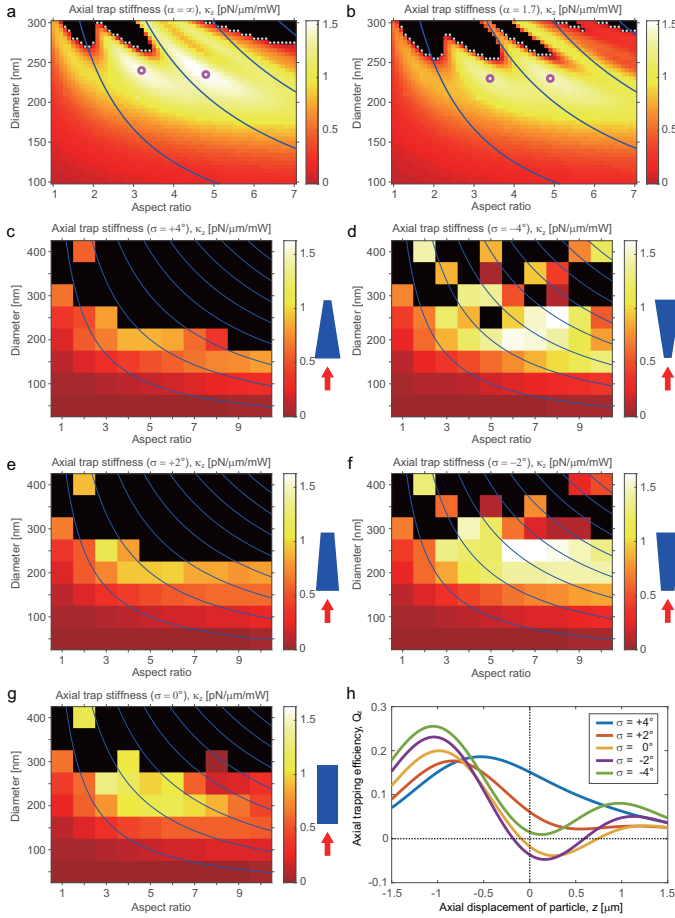 a
Axial trap stiffness (α = ∞), κz [pN/μm/mW]
Diameter [nm]
300
250
200
150
100
1 2 3 4 5 6 7
Aspect ratio
1.5
1
0.5
0
b
Axial trap stiffness (α = 1.7), κz [pN/μm/mW]
Diameter [nm]
300
250
200
150
100
1 2 3 4 5 6 7
Aspect ratio
1.5
1
0.5
0
c
Axial trap stiffness (σ = +4°), κz [pN/μm/mW]
Diameter [nm]
400
300
200
100
1 3 5 7 9
Aspect ratio
1.5
1
0.5
0
d
Axial trap stiffness (σ = -4°), κz [pN/μm/mW]
Diameter [nm]
400
300
200
100
1 3 5 7 9
Aspect ratio
1.5
1
0.5
0
e
Axial trap stiffness (σ = +2°), κz [pN/μm/mW]
Diameter [nm]
400
300
200
100
1 3 5 7 9
Aspect ratio
1.5
1
0.5
0
f
Axial trap stiffness (σ = -2°), κz [pN/μm/mW]
Diameter [nm]
400
300
200
100
1 3 5 7 9
Aspect ratio
1.5
1
0.5
0
g
Axial trap stiffness (σ = 0°), κz [pN/μm/mW]
Diameter [nm]
400
300
200
100
1 3 5 7 9
Aspect ratio
1.5
1
0.5
0
h
Axial trapping efficiency, Qz
0.3
0.2
0.1
0
-0.1
σ = +4°
σ = +2°
σ = 0°
σ = -2°
σ = -4°
-1.5 -1 -0.5 0 0.5 1 1.5
Axial displacement of particle, z [μm]